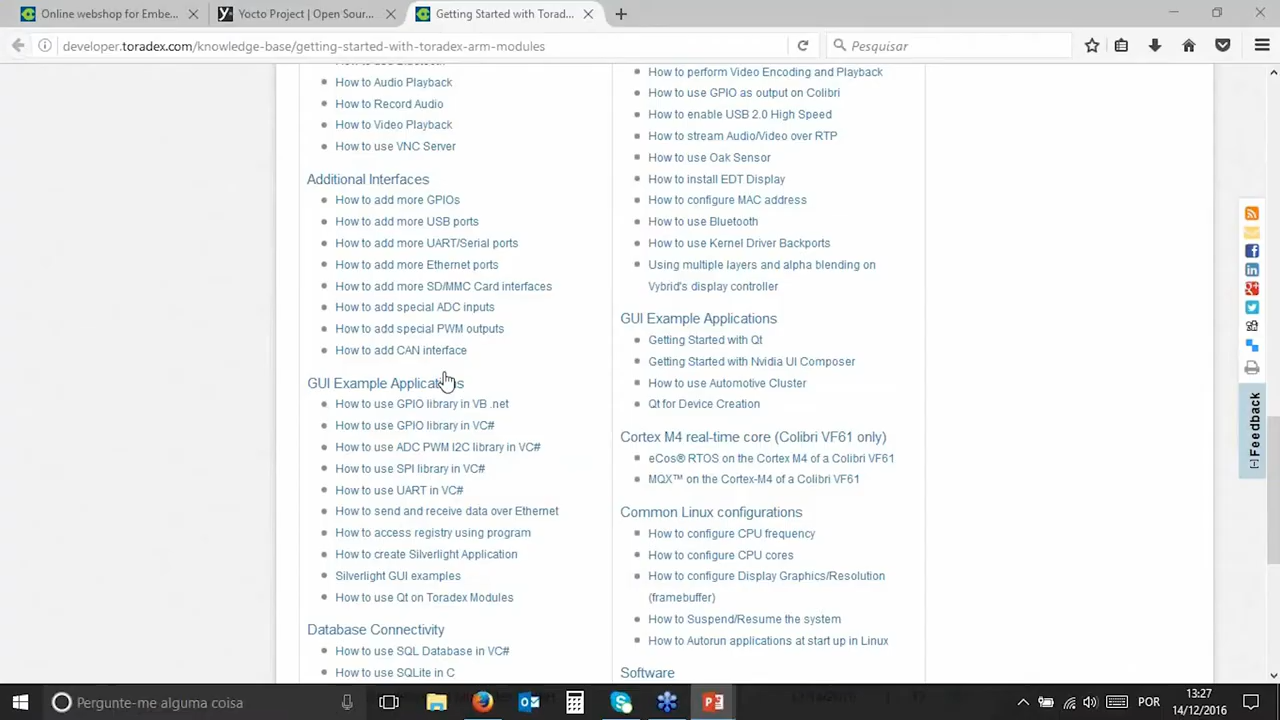 Online webshop for Embe...
Yocto Project | Open Sour...
Getting Started with Torad...
developer.toradex.com/knowledge-base/getting-started-with-toradex-arm-modules
Pesquisar
How to Audio Playback
How to Record Audio
How to Video Playback
How to use VNC Server
Additional Interfaces
How to add more GPIOs
How to add more USB ports
How to add more UART/Serial ports
How to add more Ethernet ports
How to add more SD/MMC Card interfaces
How to add special ADC inputs
How to add special PWM outputs
How to add CAN interface
GUI Example Applications
How to use GPIO library in VB .net
How to use GPIO library in VC#
How to use ADC PWM I2C library in VC#
How to use SPI library in VC#
How to use UART in VC#
How to send and receive data over Ethernet
How to access registry using program
How to create Silverlight Application
Silverlight GUI examples
How to use Qt on Toradex Modules
Database Connectivity
How to use SQL Database in VC#
How to use SQLite in C
How to perform Video Encoding and Playback
How to use GPIO as output on Colibri
How to enable USB 2.0 High Speed
How to stream Audio/Video over RTP
How to use Oak Sensor
How to install EDT Display
How to configure MAC address
How to use Bluetooth
How to use Kernel Driver Backports
Using multiple layers and alpha blending on
Vybrid's display controller
GUI Example Applications
Getting Started with Qt
Getting Started with Nvidia UI Composer
How to use Automotive Cluster
Qt for Device Creation
Cortex M4 real-time core (Colibri VF61 only)
eCos® RTOS on the Cortex M4 of a Colibri VF61
MQX™ on the Cortex-M4 of a Colibri VF61
Common Linux configurations
How to configure CPU frequency
How to configure CPU cores
How to configure Display Graphics/Resolution
(framebuffer)
How to Suspend/Resume the system
How to Autorun applications at start up in Linux
Software
[-] Feedback
Pergunte-me alguma coisa
POR
13:27
14/12/2016